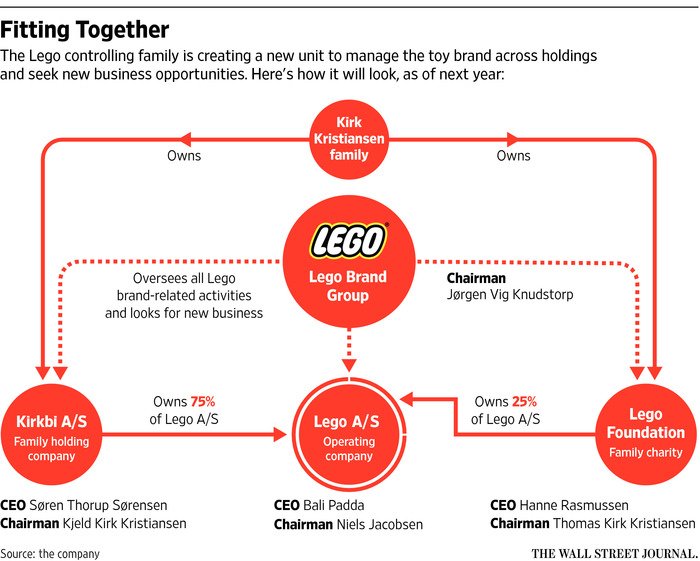 Fitting Together
The Lego controlling family is creating a new unit to manage the toy brand across holdings
and seek new business opportunities. Here's how it will look, as of next year:
Kirk
Kristiansen
family
Owns
Owns
LEGO®
Lego Brand
Group
Oversees all Lego
brand-related activities
and looks for new business
Chairman
Jørgen Vig Knudstorp
Kirkbi A/S
Family holding
company
Owns 75%
of Lego A/S
Lego A/S
Operating
company
Owns 25%
of Lego A/S
Lego
Foundation
Family charity
CEO Søren Thorup Sørensen
Chairman Kjeld Kirk Kristiansen
CEO Bali Padda
Chairman Niels Jacobsen
CEO Hanne Rasmussen
Chairman Thomas Kirk Kristiansen
Source: the company
THE WALL STREET JOURNAL.